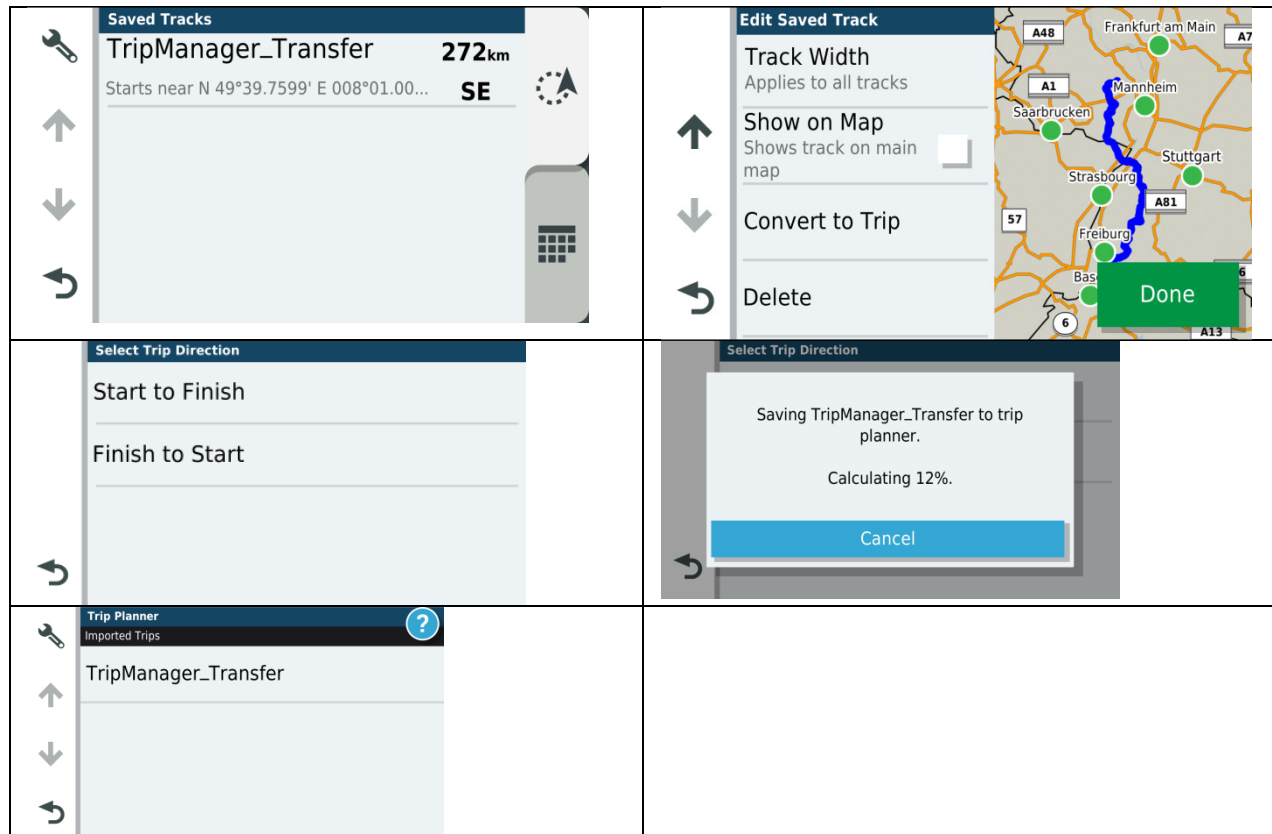 Saved Tracks
TripManager_Transfer 272km
Starts near N 49°39.7599' E 008°01.00... SE
Edit Saved Track
Track Width
Applies to all tracks
Show on Map
Shows track on main
map
Convert to Trip
Delete
A48
Frankfurt am Main
A7
A1
Mannheim
Saarbrucken
Stuttgart
Strasbourg
A81
57
Freiburg
Bas
6
Done
6
A13
Select Trip Direction
Start to Finish
Finish to Start
Select Trip Direction
Saving TripManager_Transfer to trip
planner.
Calculating 12%.
Cancel
Trip Planner
Imported Trips
?
TripManager_Transfer